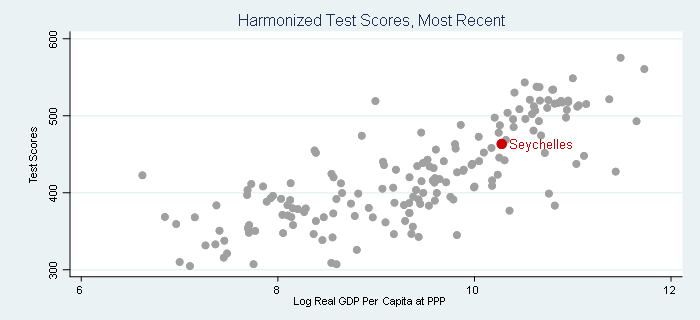 Harmonized Test Scores, Most Recent
600
500
400
300
Test Scores
Seychelles
6
8
10
12
Log Real GDP Per Capita at PPP